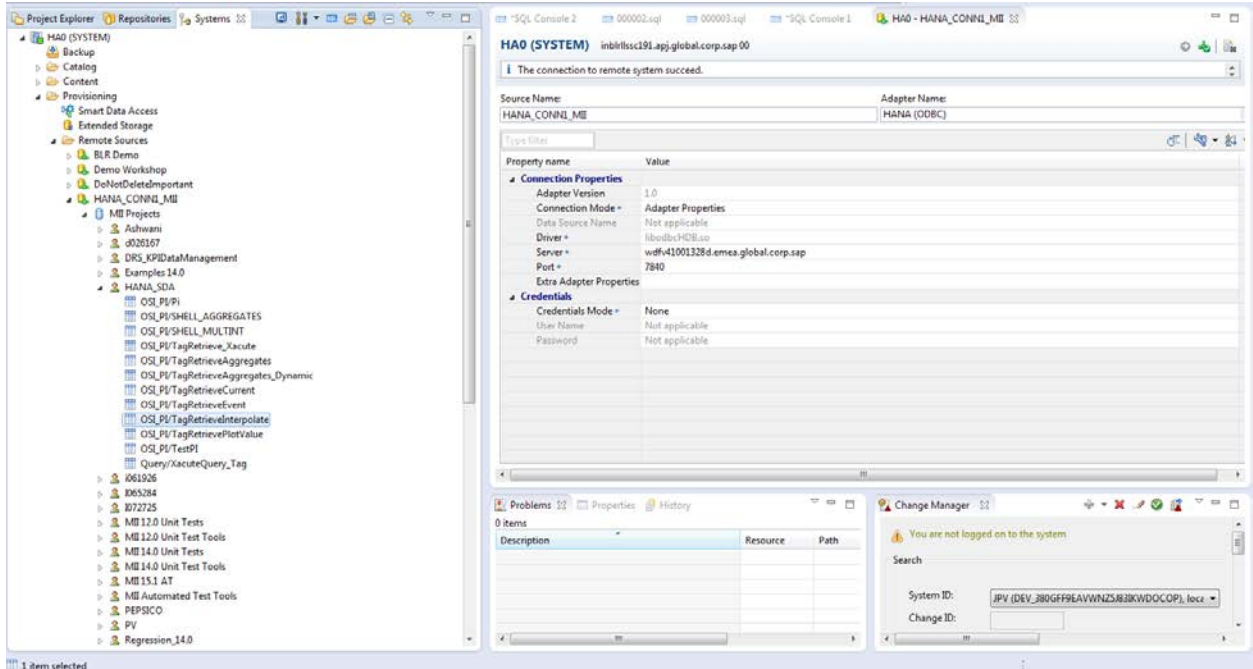 Project Explorer
Repositories
Systems
HA0 (SYSTEM)
Backup
Catalog
Content
Provisioning
Smart Data Access
Extended Storage
Remote Sources
BLR Demo
Demo Workshop
DoNotDeleteImportant
HANA_CONN1_MII
MII Projects
Ashwani
d026167
DRS_KPIDataManagement
Examples 14.0
HANA_SDA
OSI_PI/Pi
OSI_PI/SHELL_AGGREGATES
OSI_PI/SHELL_MULTINT
OSI_PI/TagRetrieve_Xacute
OSI_PI/TagRetrieveAggregates
OSI_PI/TagRetrieveAggregates_Dynamic
OSI_PI/TagRetrieveCurrent
OSI_PI/TagRetrieveEvent
OSI_PI/TagRetrieveInterpolate
OSI_PI/TagRetrievePlotValue
OSI_PI/TestPI
Query/XacuteQuery_Tag
i061926
I065284
I072725
MII 12.0 Unit Tests
MII 12.0 Unit Test Tools
MII 14.0 Unit Tests
MII 14.0 Unit Test Tools
MII 15.1 AT
MII Automated Test Tools
PEPSICO
PV
Regression_14.0
1 item selected
*SQL Console 2
000002.sql
000003.sql
*SQL Console 1
HA0 - HANA_CONN1_MII
HA0 (SYSTEM) inblrllssc191.apj.global.corp.sap 00
The connection to remote system succeed.
Source Name:
Adapter Name:
HANA_CONN1_MII
HANA (ODBC)
Type filter
Property name Value
Connection Properties
Adapter Version 1.0
Connection Mode * Adapter Properties
Data Source Name Not applicable
Driver * libodbcHDB.so
Server * wdfv41001328d.emea.global.corp.sap
Port * 7840
Extra Adapter Properties
Credentials
Credentials Mode * None
User Name Not applicable
Password Not applicable
Problems
Properties
History
0 items
Description Resource Path
Change Manager
You are not logged on to the system
Search
System ID:
Change ID: